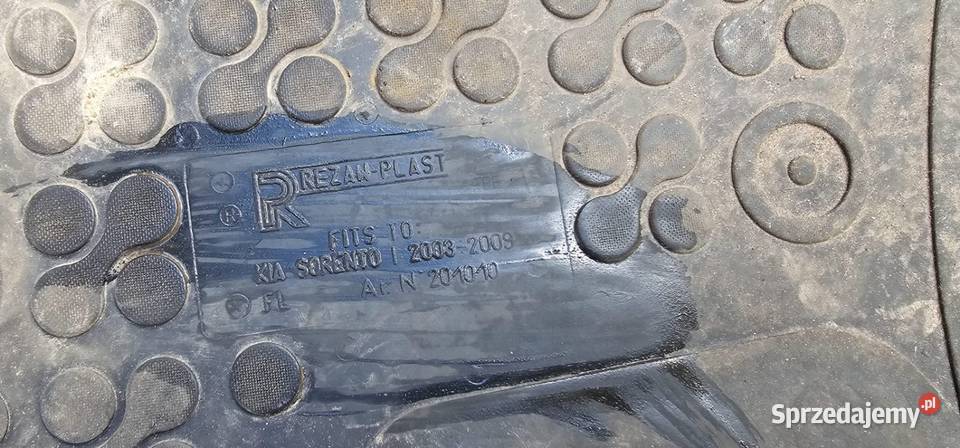 R REZAW-PLAST
®
FITS TO:
KIA SORENTO I 2003-2009
Ar. N° 201010
FL
Sprzedajemy.pl